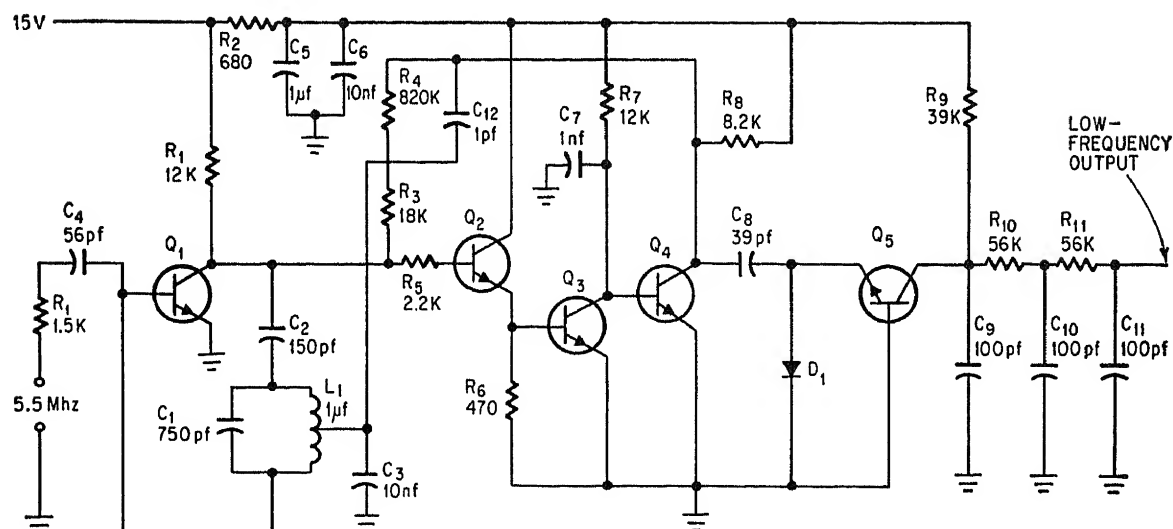 15V
R2
680
C5
1μf
C6
10nf
R4
820K
C12
1pf
C7
1nf
R7
12K
R8
8.2K
R9
39K
LOW-
FREQUENCY
OUTPUT
R1
12K
R3
18K
C4
56pf
Q1
Q2
Q3
Q4
C8
39pf
Q5
R10
56K
R11
56K
R1
1.5K
R5
2.2K
C2
150pf
R6
470
D1
C9
100pf
C10
100pf
C11
100pf
5.5 Mhz
C1
750pf
L1
1μf
C3
10nf